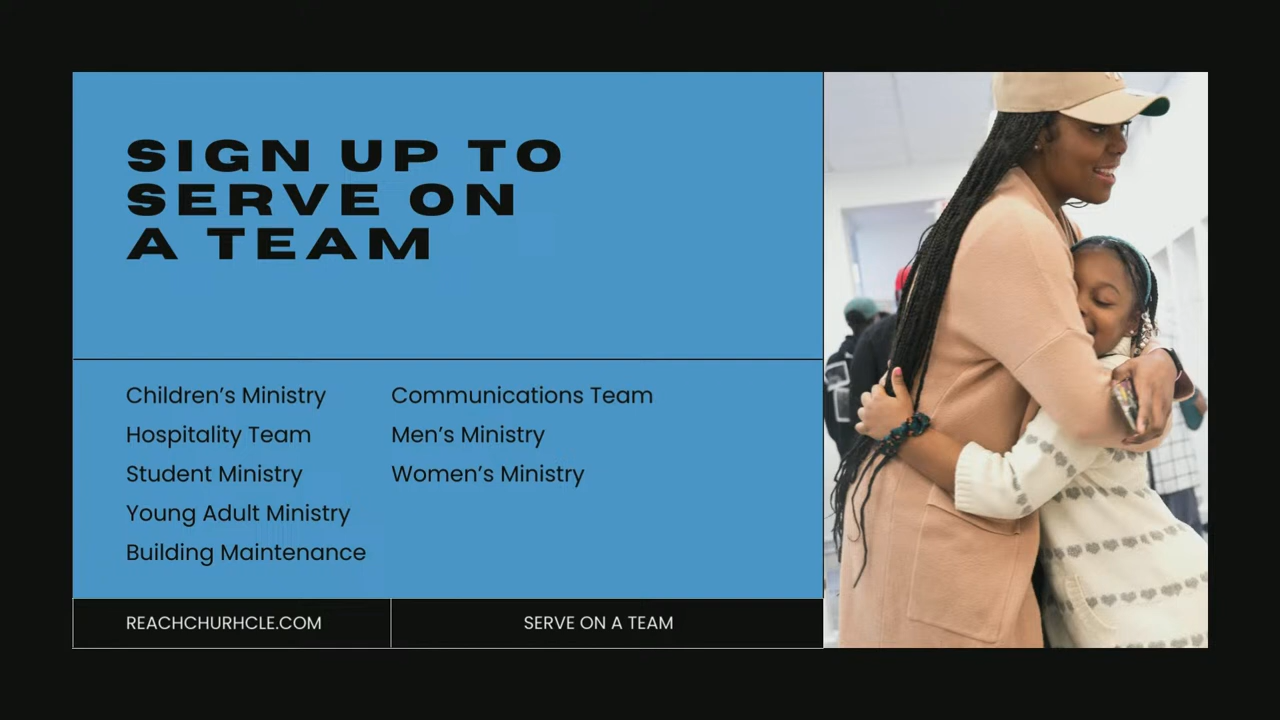 SIGN UP TO
SERVE ON
A TEAM
Children’s Ministry
Hospitality Team
Student Ministry
Young Adult Ministry
Building Maintenance
Communications Team
Men’s Ministry
Women’s Ministry
REACHCHURHCLE.COM
SERVE ON A TEAM